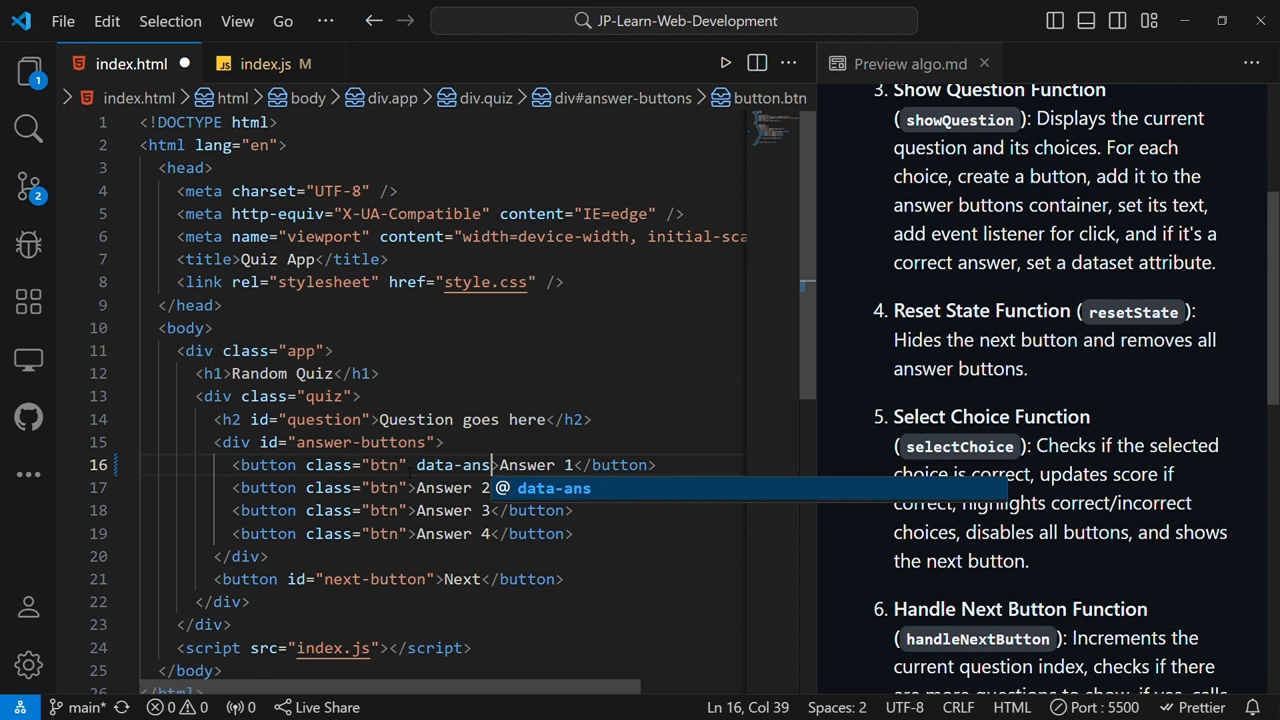 File Edit Selection View Go ··· JP-Learn-Web-Development
index.html index.js M Preview algo.md
index.html html body div.app div.quiz div#answer-buttons button.btn
1 <!DOCTYPE html>
2 <html lang="en">
3 <head>
4 <meta charset="UTF-8" />
5 <meta http-equiv="X-UA-Compatible" content="IE=edge" />
6 <meta name="viewport" content="width=device-width, initial-sca
7 <title>Quiz App</title>
8 <link rel="stylesheet" href="style.css" />
9 </head>
10 <body>
11 <div class="app">
12 <h1>Random Quiz</h1>
13 <div class="quiz">
14 <h2 id="question">Question goes here</h2>
15 <div id="answer-buttons">
16 <button class="btn" data-ans>Answer 1</button>
data-ans
17 <button class="btn">Answer 2
18 <button class="btn">Answer 3</button>
19 <button class="btn">Answer 4</button>
20 </div>
21 <button id="next-button">Next</button>
22 </div>
23 </div>
24 <script src="index.js"></script>
25 </body>
26 </html>
3. Show Question Function
(showQuestion): Displays the current
question and its choices. For each
choice, create a button, add it to the
answer buttons container, set its text,
add event listener for click, and if it's a
correct answer, set a dataset attribute.
4. Reset State Function (resetState):
Hides the next button and removes all
answer buttons.
5. Select Choice Function
(selectChoice): Checks if the selected
choice is correct, updates score if
correct, highlights correct/incorrect
choices, disables all buttons, and shows
the next button.
6. Handle Next Button Function
(handleNextButton): Increments the
current question index, checks if there
are more questions to show, if yes, calls
1
2
main* 0 0 0 Live Share Ln 16, Col 39 Spaces: 2 UTF-8 CRLF HTML Port : 5500 Prettier